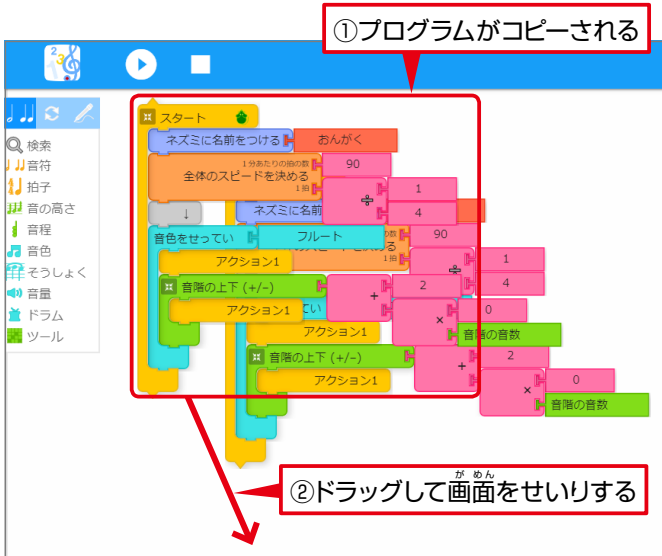 ①プログラムがコピーされる
検索
音符
拍子
音の高さ
音程
音色
そうしょく
音量
ドラム
ツール
スタート
ネズミに名前をつける おんがく
1分あたりの拍の数 90
全体のスピードを決める
1拍 ÷ 1
4
↓
音色をせってい フルート
アクション1
音階の上下 (+/−) + 2
アクション1 × 0
音階の音数
ネズミに名前
90
1拍 ÷ 1
4
アクション1
音階の上下 (+/−) + 2
アクション1 × 0
音階の音数
がめん
②ドラッグして画面をせいりする